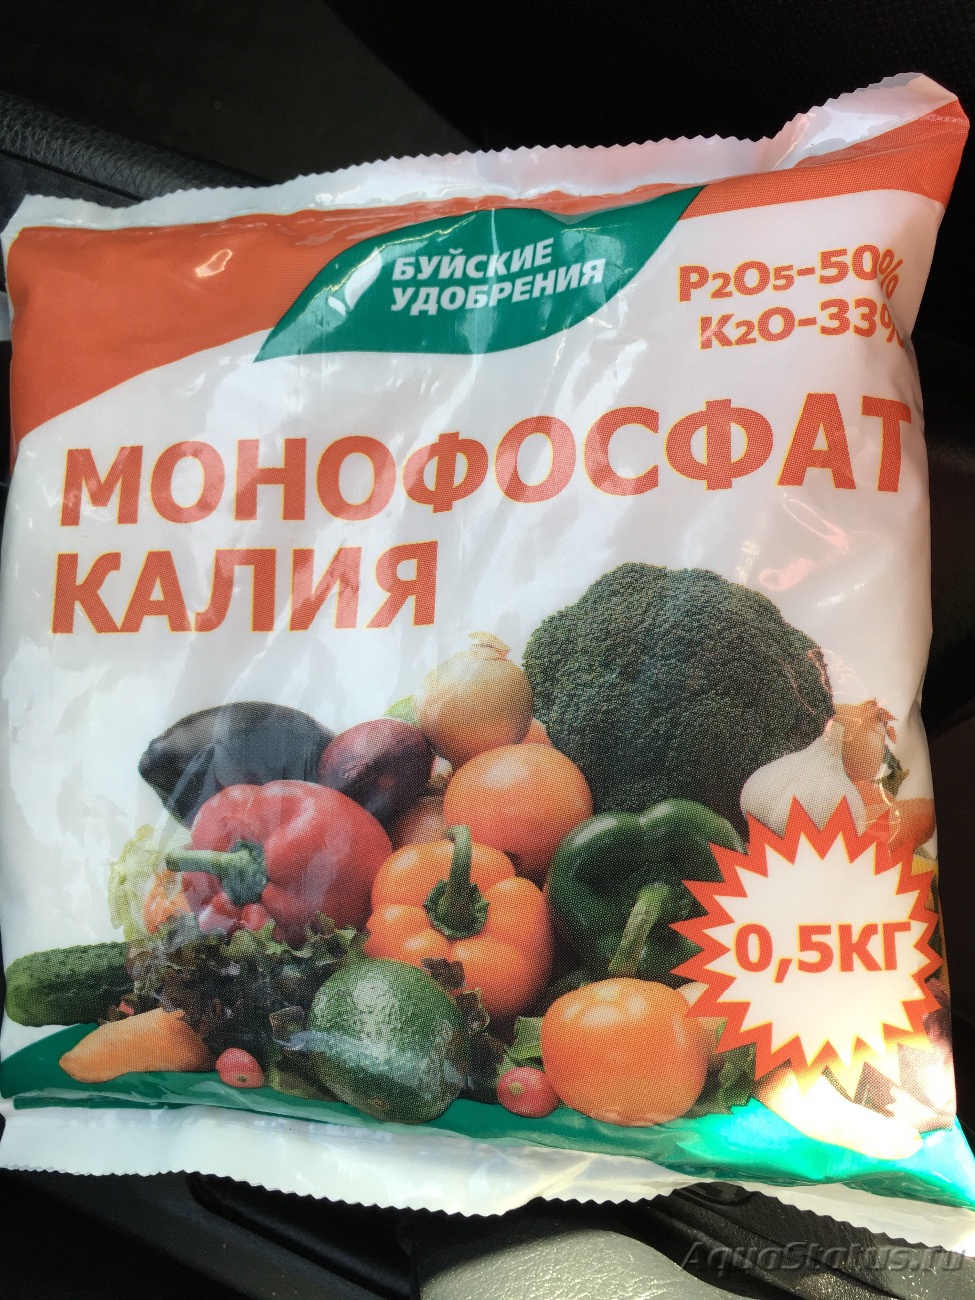 БУЙСКИЕ
УДОБРЕНИЯ
P2O5-50%
K2O-33%
МОНОФОСФАТ
КАЛИЯ
0,5КГ
AquaStatus.ru